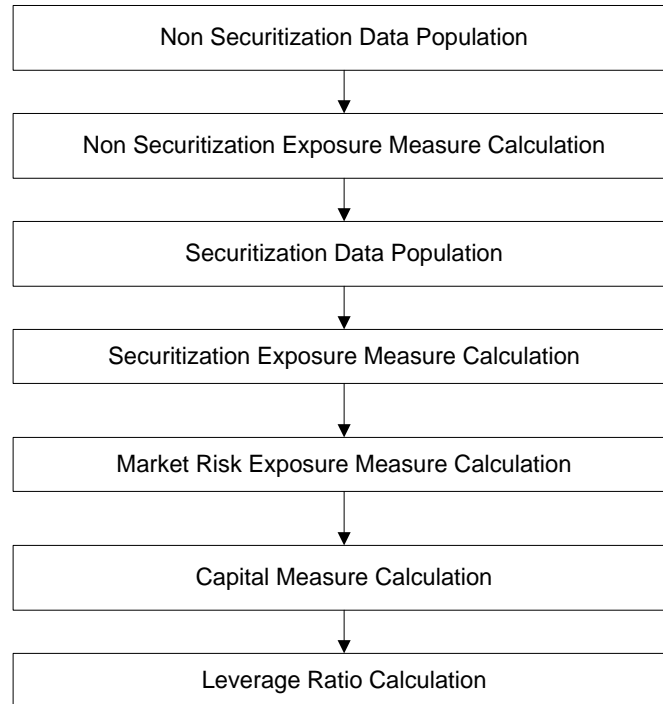 Non Securitization Data Population
Non Securitization Exposure Measure Calculation
Securitization Data Population
Securitization Exposure Measure Calculation
Market Risk Exposure Measure Calculation
Capital Measure Calculation
Leverage Ratio Calculation